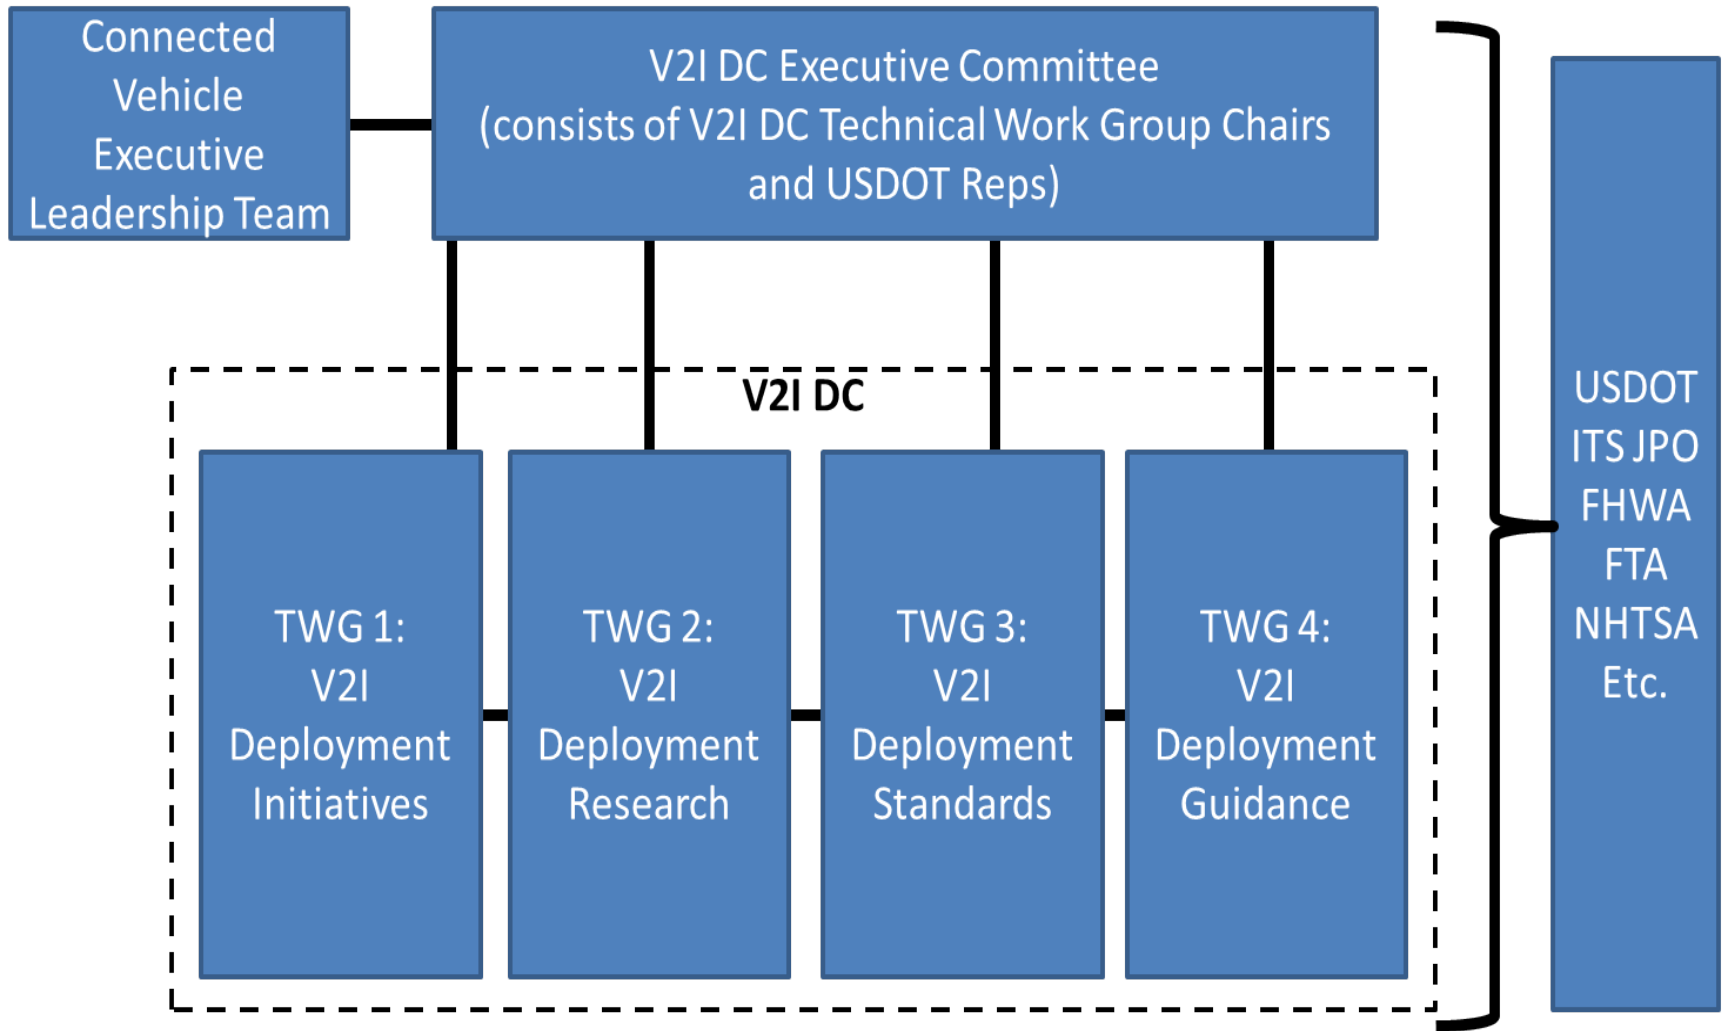 Connected
Vehicle
Executive
Leadership Team
V2I DC Executive Committee
(consists of V2I DC Technical Work Group Chairs
and USDOT Reps)
V2I DC
TWG 1:
V2I
Deployment
Initiatives
TWG 2:
V2I
Deployment
Research
TWG 3:
V2I
Deployment
Standards
TWG 4:
V2I
Deployment
Guidance
USDOT
ITS JPO
FHWA
FTA
NHTSA
Etc.